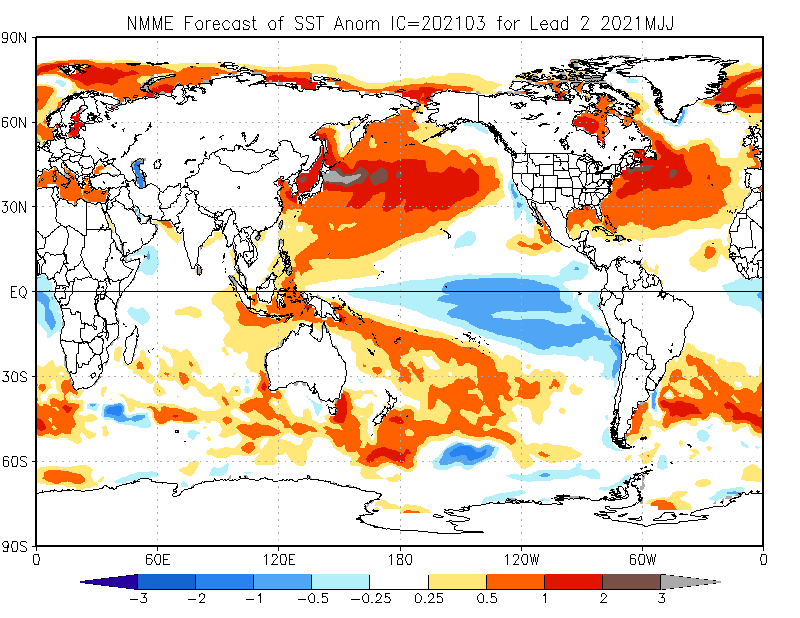 NMME Forecast of SST Anom IC=202103 for Lead 2 2021MJJ
90N
60N
30N
EQ
30S
60S
90S
0 60E 120E 180 120W 60W 0
-3 -2 -1 -0.5 -0.25 0.25 0.5 1 2 3